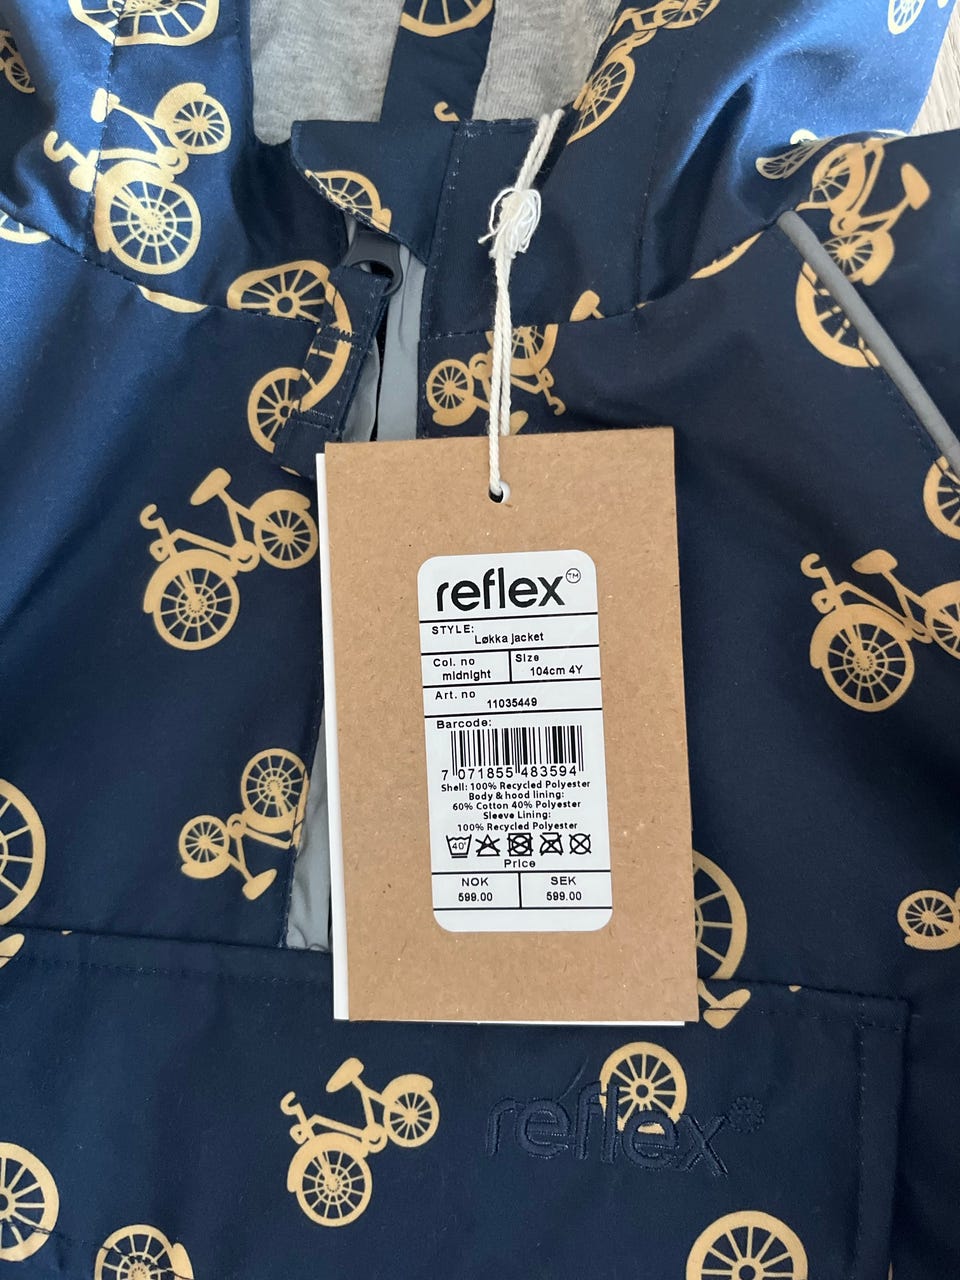 reflex™
STYLE:
Løkka jacket
Col. no
midnight
Size
104cm 4Y
Art. no
11035449
Barcode:
7 071855 483594
Shell: 100% Recycled Polyester
Body & hood lining:
60% Cotton 40% Polyester
Sleeve Lining:
100% Recycled Polyester
40°
Price
NOK
599.00
SEK
599.00
reflex